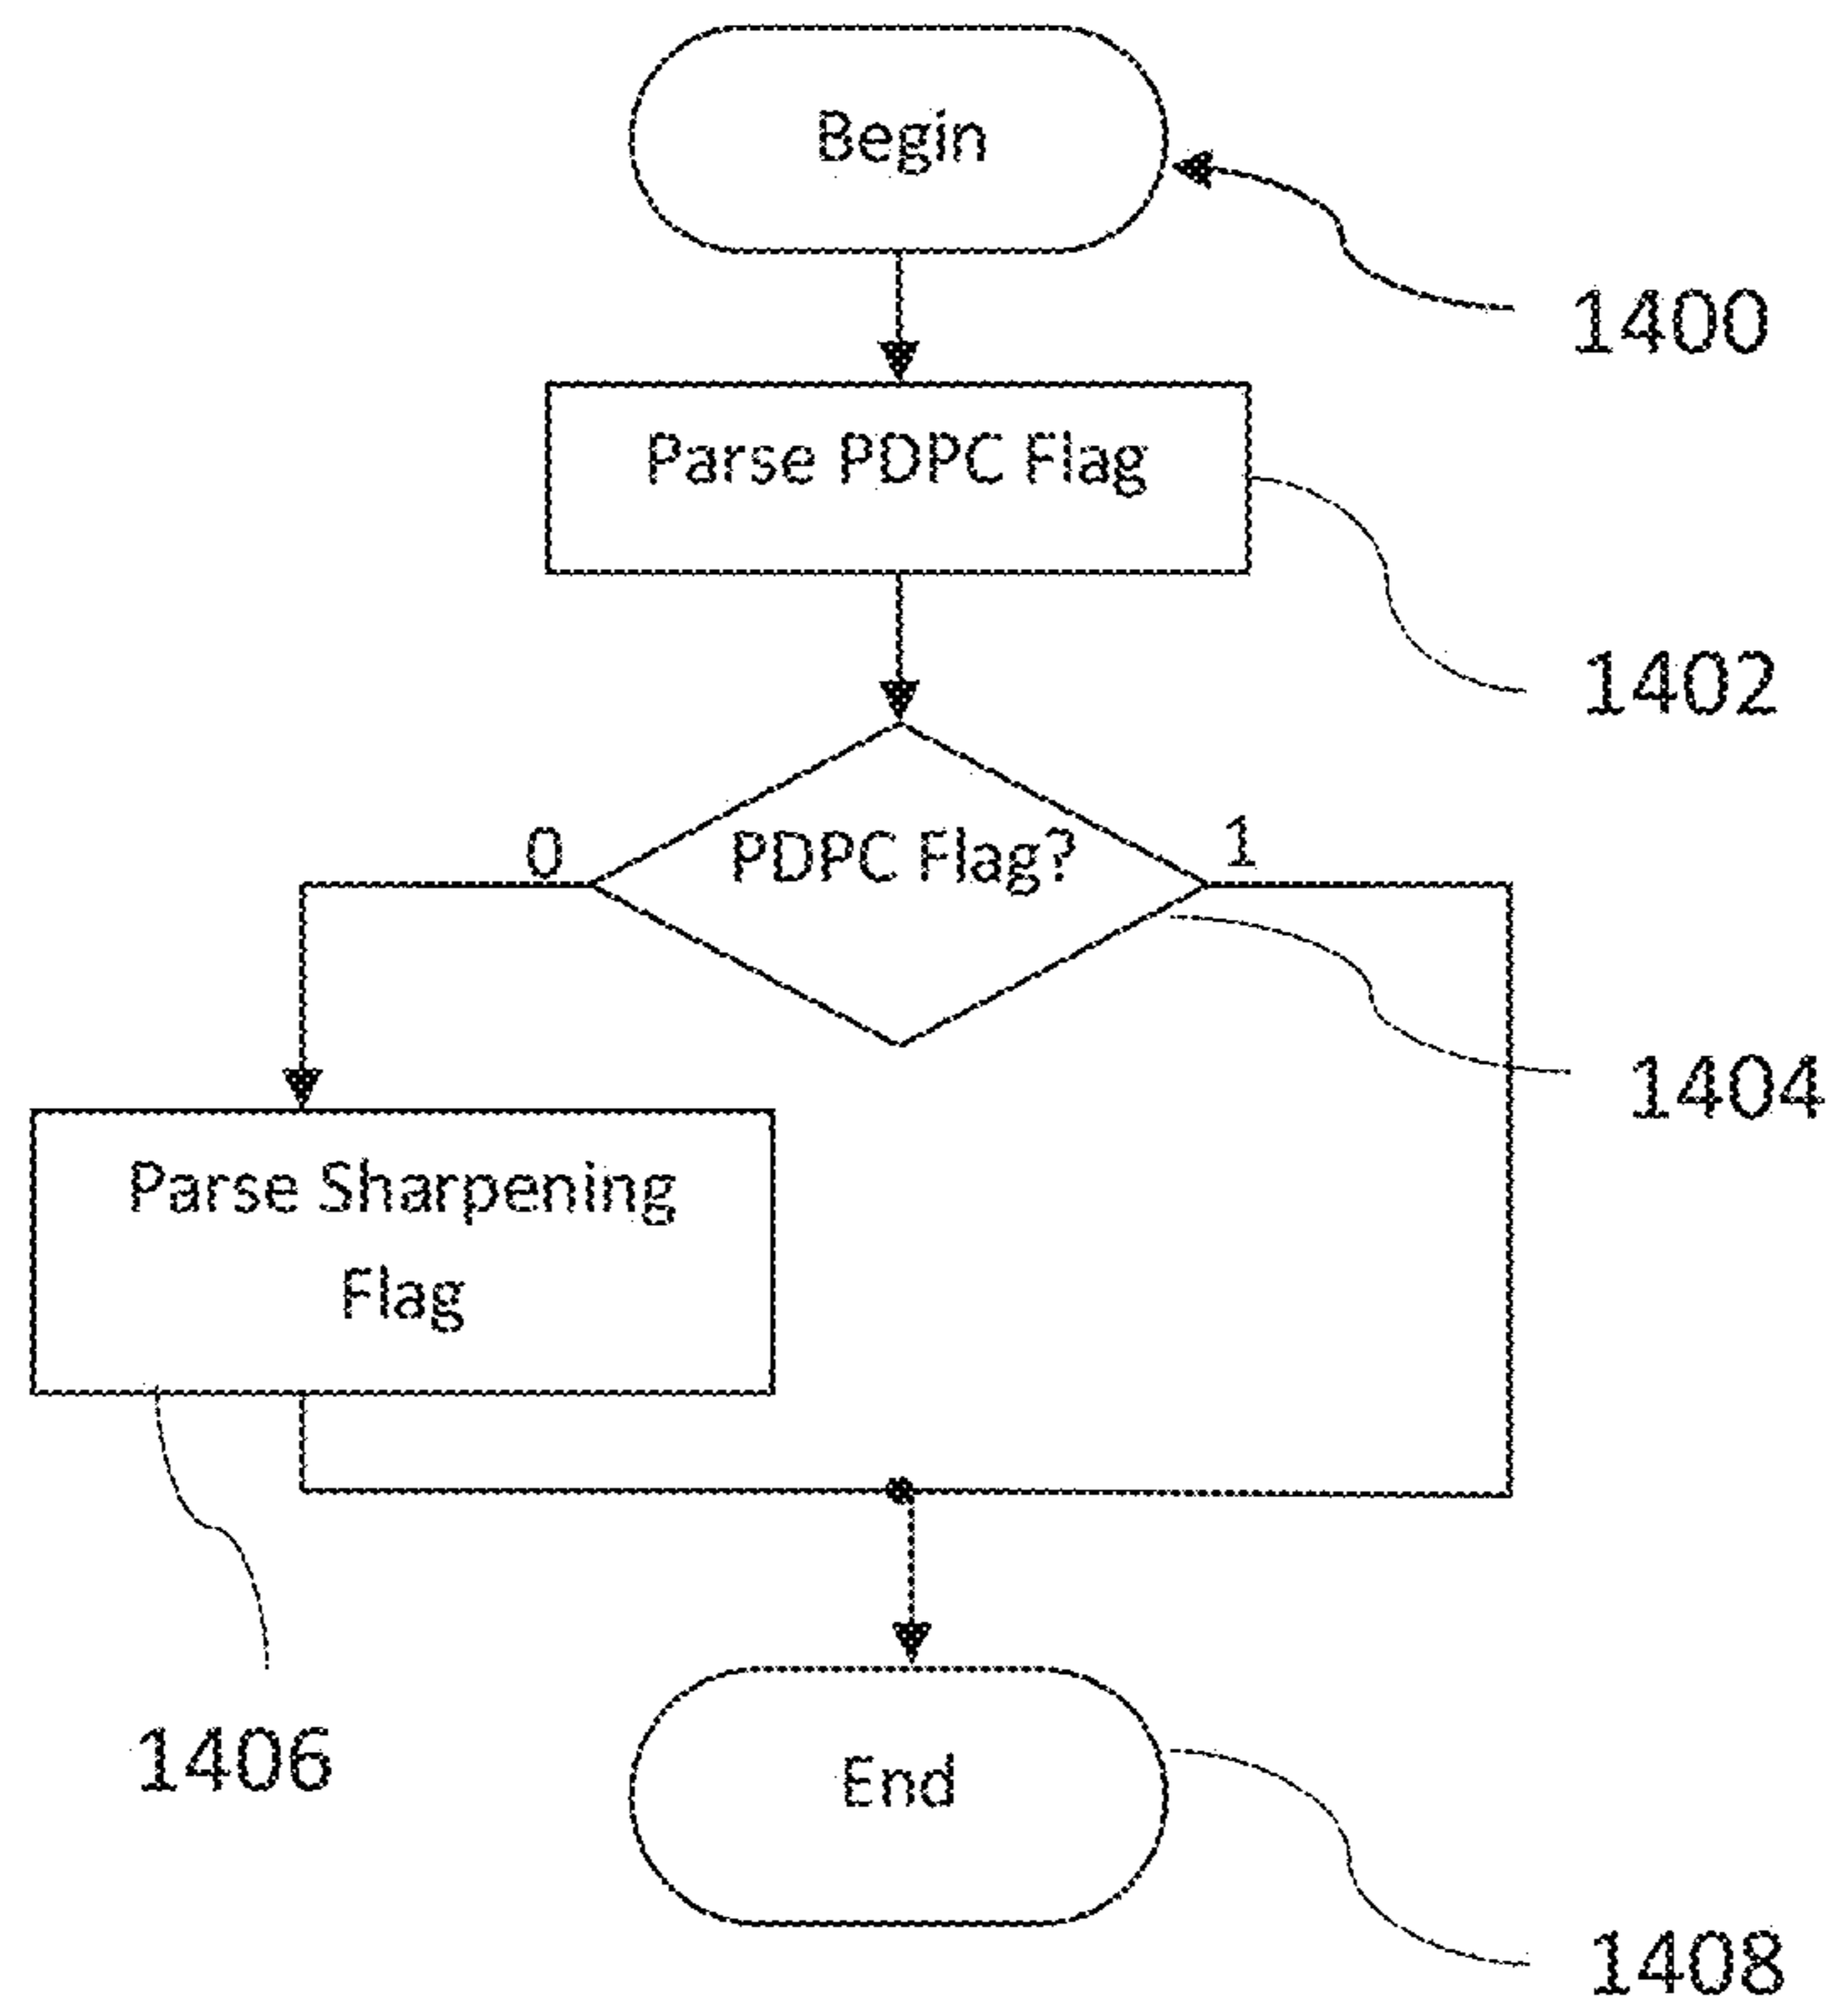 Begin
1400
Parse PDPC Flag
1402
0
PDPC Flag?
1
1404
Parse Sharpening
Flag
1406
End
1408